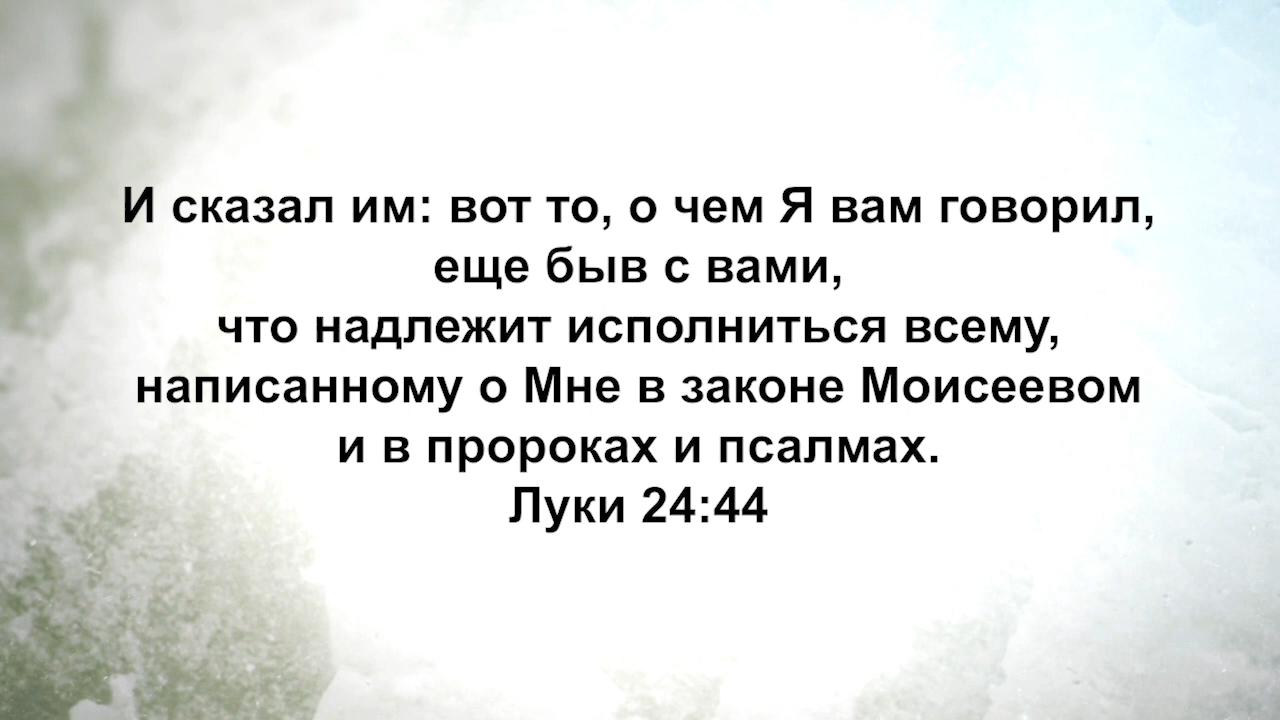 И сказал им: вот то, о чем Я вам говорил,
еще быв с вами,
что надлежит исполниться всему,
написанному о Мне в законе Моисеевом
и в пророках и псалмах.
Луки 24:44